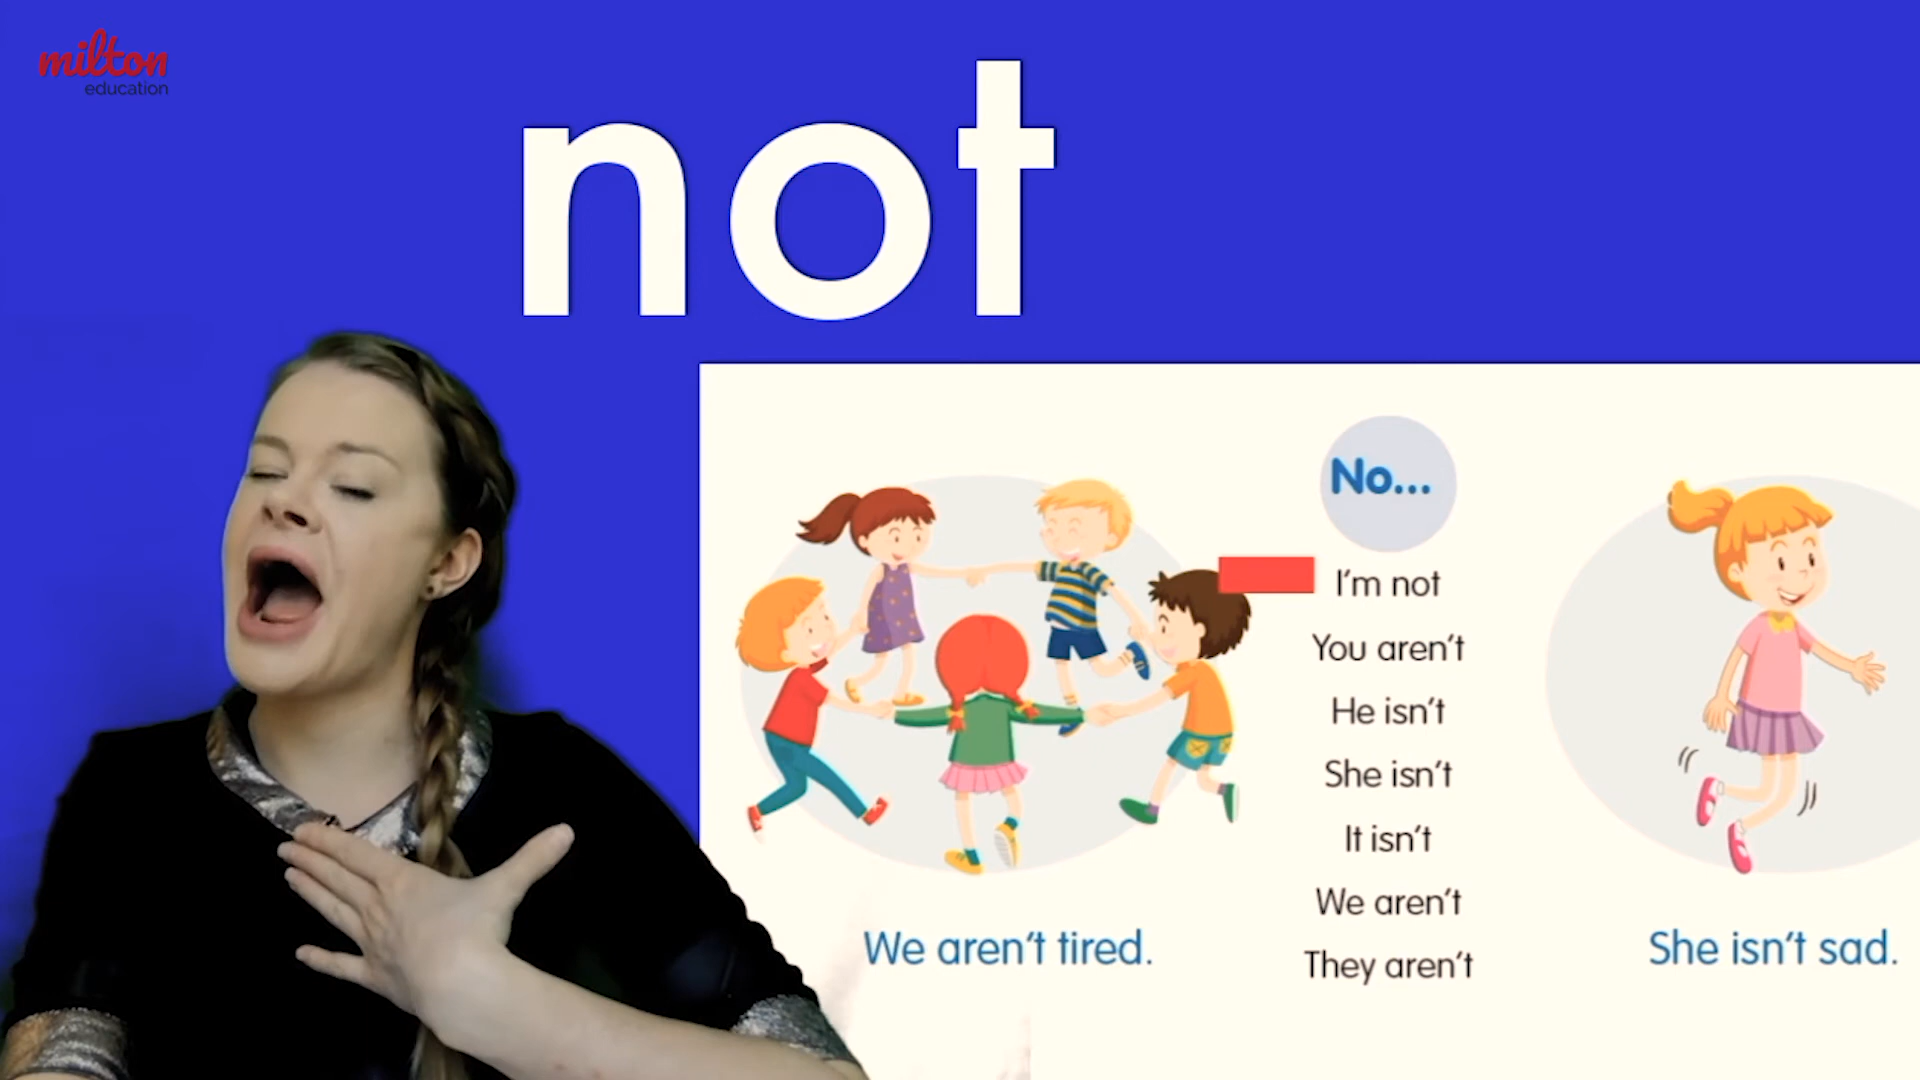 milton
education
not
No...
I'm not
You aren't
He isn't
She isn't
It isn't
We aren't
They aren't
We aren't tired.
She isn't sad.